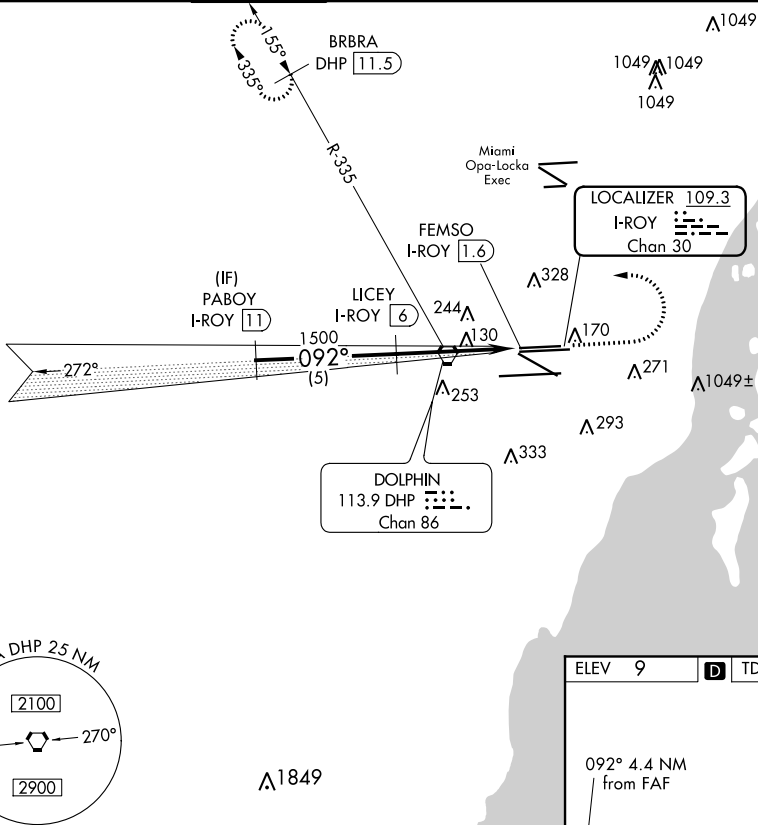 1049
1049 1049
1049
BRBRA
DHP 11.5
155°
335°
R-335
Miami
Opa-Locka
Exec
LOCALIZER 109.3
I-ROY
Chan 30
FEMSO
I-ROY 1.6
328
(IF)
PABOY
I-ROY 11
LICEY
I-ROY 6
244
130
170
1500
092°
(5)
272°
271
1049±
253
293
333
DOLPHIN
113.9 DHP
Chan 86
DHP 25 NM
2100
270°
2900
1849
ELEV 9
D
092° 4.4 NM
from FAF